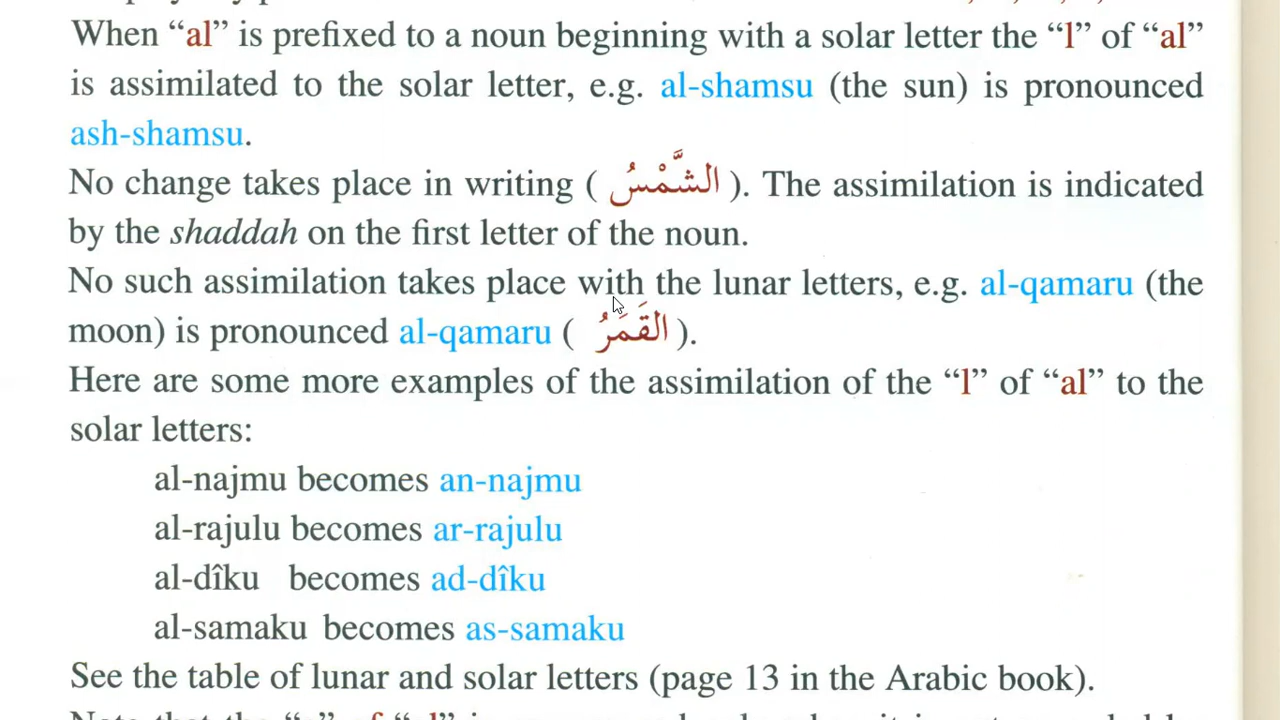 When “al” is prefixed to a noun beginning with a solar letter the “l” of “al”
is assimilated to the solar letter, e.g. al-shamsu (the sun) is pronounced
ash-shamsu.
No change takes place in writing ( الشَّمْسُ ). The assimilation is indicated
by the shaddah on the first letter of the noun.
No such assimilation takes place with the lunar letters, e.g. al-qamaru (the
moon) is pronounced al-qamaru ( القَمَرُ ).
Here are some more examples of the assimilation of the “l” of “al” to the
solar letters:
al-najmu becomes an-najmu
al-rajulu becomes ar-rajulu
al-dîku becomes ad-dîku
al-samaku becomes as-samaku
See the table of lunar and solar letters (page 13 in the Arabic book).